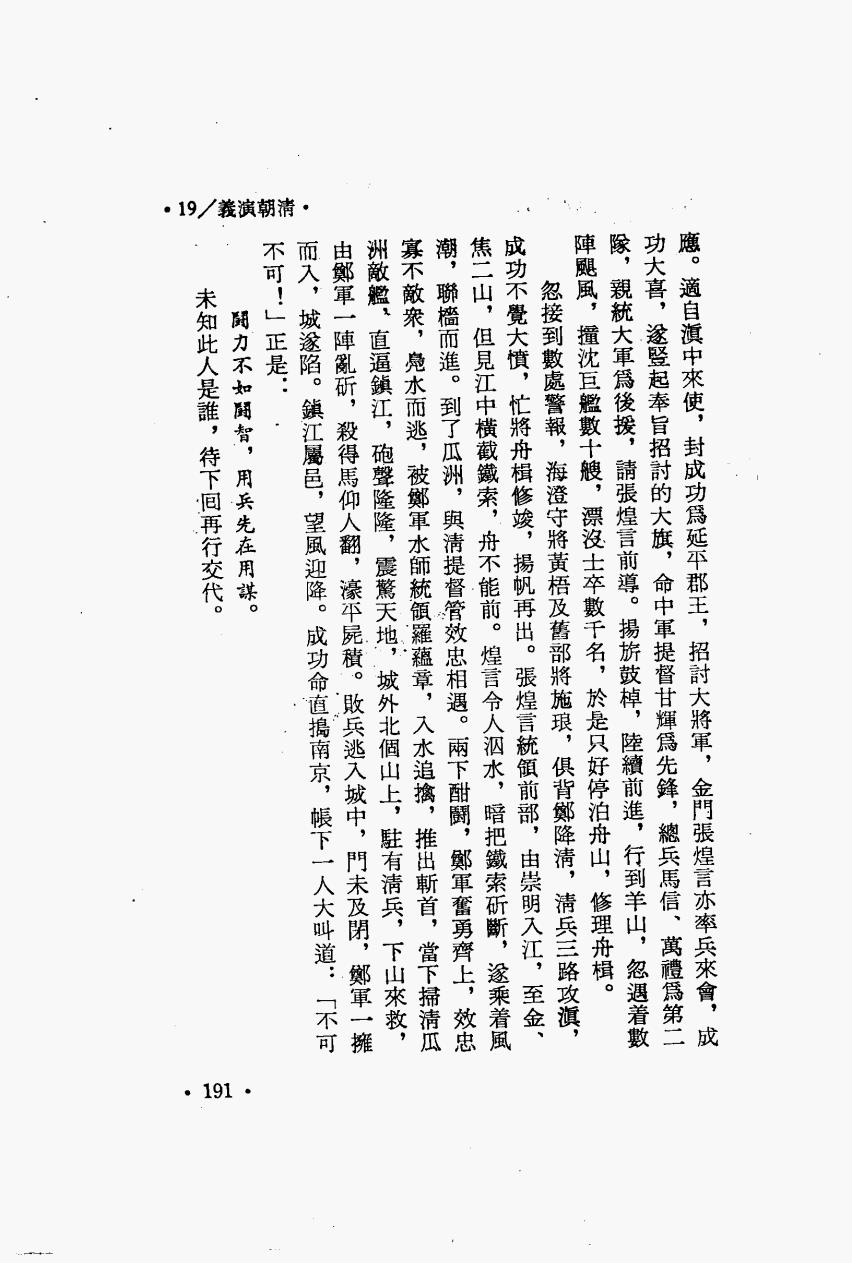 •19／義演朝清•
應。適自滇中來使，封成功爲延平郡王，招討大將軍，金門張煌言亦率兵來會，成
功大喜，遂豎起奉旨招討的大旗，命中軍提督甘輝爲先鋒，總兵馬信、萬禮爲第二
隊，親統大軍爲後援，請張煌言前導。揚旂鼓棹，陸續前進，行到羊山，忽遇着數
陣颶風，撞沈巨艦數十艘，漂沒士卒數千名，於是只好停泊舟山，修理舟楫。
忽接到數處警報，海澄守將黃梧及舊部將施琅，俱背鄭降清，清兵三路攻滇，
成功不覺大憤，忙將舟楫修竣，揚帆再出。張煌言統領前部，由崇明入江，至金、
焦二山，但見江中橫截鐵索，舟不能前。煌言令人泅水，暗把鐵索斫斷，遂乘着風
潮，聯檣而進。到了瓜洲，與清提督管效忠相遇。兩下酣鬭，鄭軍奮勇齊上，效忠
寡不敵衆，鳧水而逃，被鄭軍水師統領羅蘊章，入水追擒，推出斬首，當下掃清瓜
洲敵艦、直逼鎮江，砲聲隆隆，震驚天地，城外北個山上，駐有清兵，下山來救，
由鄭軍一陣亂斫，殺得馬仰人翻，濠平屍積。敗兵逃入城中，門未及閉，鄭軍一擁
而入，城遂陷。鎮江屬邑，望風迎降。成功命直搗南京，帳下一人大叫道：「不可
不可！」正是：
鬭力不如鬭智，用兵先在用謀。
未知此人是誰，待下回再行交代。
•191•